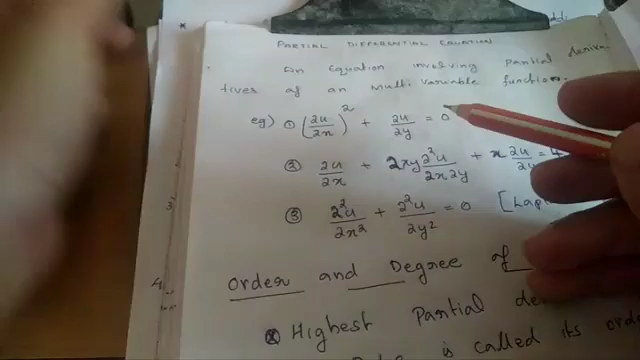 PARTIAL DIFFERENTIAL EQUATION
An Equation involving Partial deriva
tives of an multi variable function.
eg) ① (∂u/∂x)² + ∂u/∂y = 0
② ∂u/∂x + 2xy ∂²u/∂x∂y + x ∂u/∂y = 4
③ ∂²u/∂x² + ∂²u/∂y² = 0 [Lapl
Order and Degree of
Highest Partial de
is called its orde